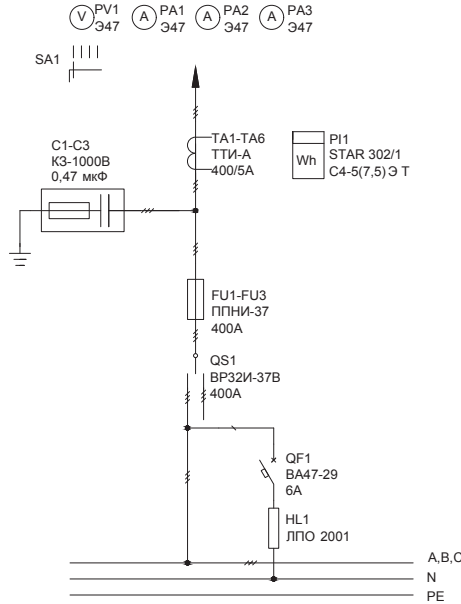 V
PV1
Э47
A
PA1
Э47
A
PA2
Э47
A
PA3
Э47
SA1
TA1-TA6
ТТИ-А
400/5А
Wh
PI1
STAR 302/1
С4-5(7,5) Э Т
C1-C3
КЗ-1000В
0,47 мкФ
FU1-FU3
ППНИ-37
400А
QS1
ВР32И-37В
400А
QF1
ВА47-29
6А
HL1
ЛПО 2001
A,B,C
N
PE